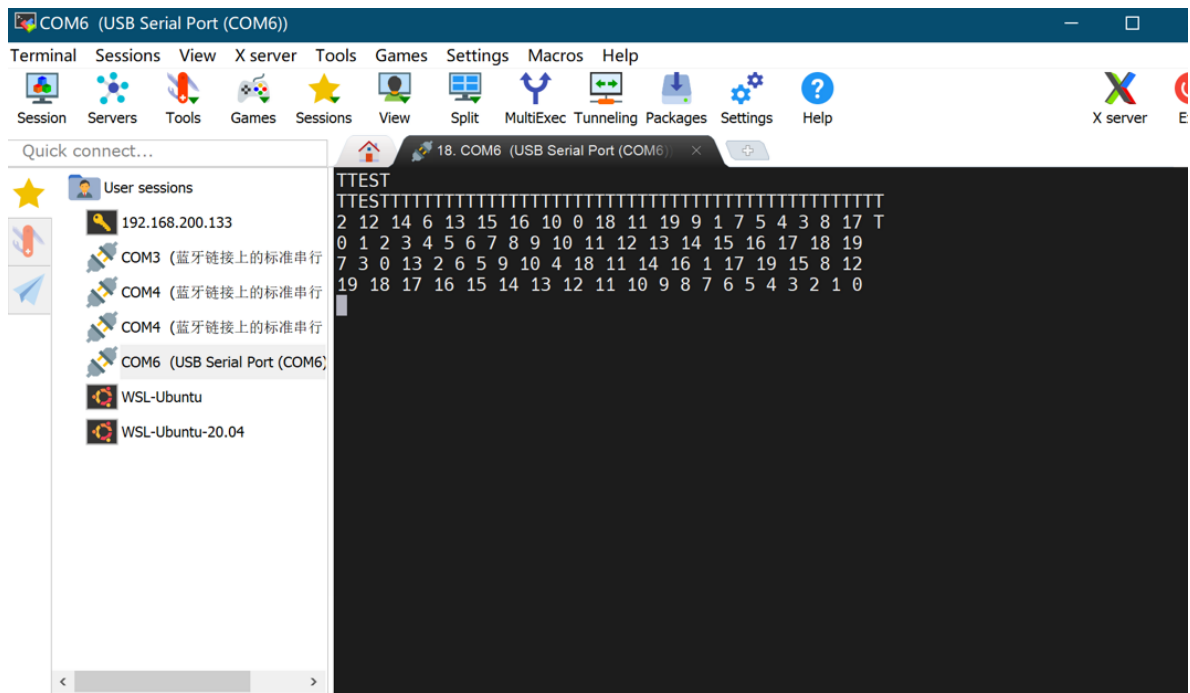 COM6 (USB Serial Port (COM6))
Terminal Sessions View X server Tools Games Settings Macros Help
Session Servers Tools Games Sessions View Split MultiExec Tunneling Packages Settings Help X server
Quick connect...
18. COM6 (USB Serial Port (COM6)
User sessions
192.168.200.133
COM3 (蓝牙链接上的标准串行
COM4 (蓝牙链接上的标准串行
COM4 (蓝牙链接上的标准串行
COM6 (USB Serial Port (COM6)
WSL-Ubuntu
WSL-Ubuntu-20.04
TTEST
TTESTTTTTTTTTTTTTTTTTTTTTTTTTTTTTTTTTTTTTTTTTTTTTTT
2 12 14 6 13 15 16 10 0 18 11 19 9 1 7 5 4 3 8 17 T
0 1 2 3 4 5 6 7 8 9 10 11 12 13 14 15 16 17 18 19
7 3 0 13 2 6 5 9 10 4 18 11 14 16 1 17 19 15 8 12
19 18 17 16 15 14 13 12 11 10 9 8 7 6 5 4 3 2 1 0